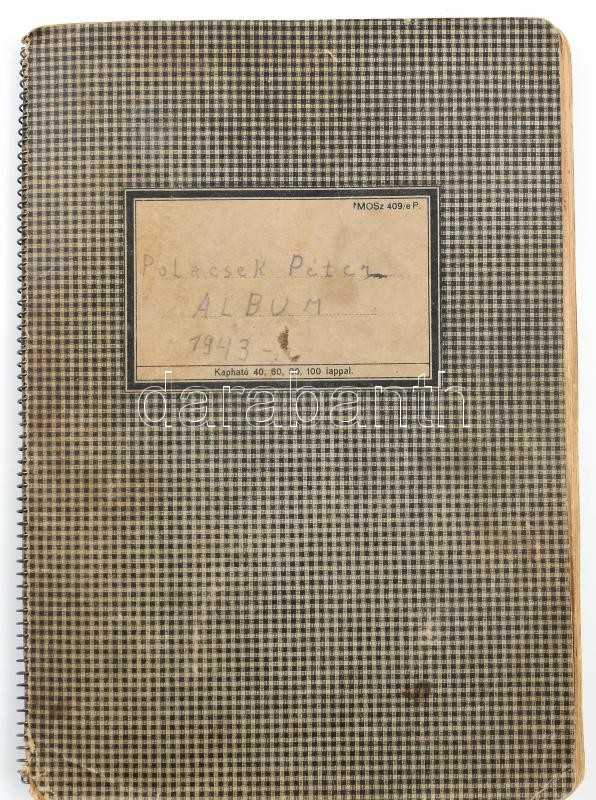 MOSz 409/e P.
Polacsek Péter
ALBUM
1943 -
Kapható 40, 60, 80, 100 lappal.
darabanth